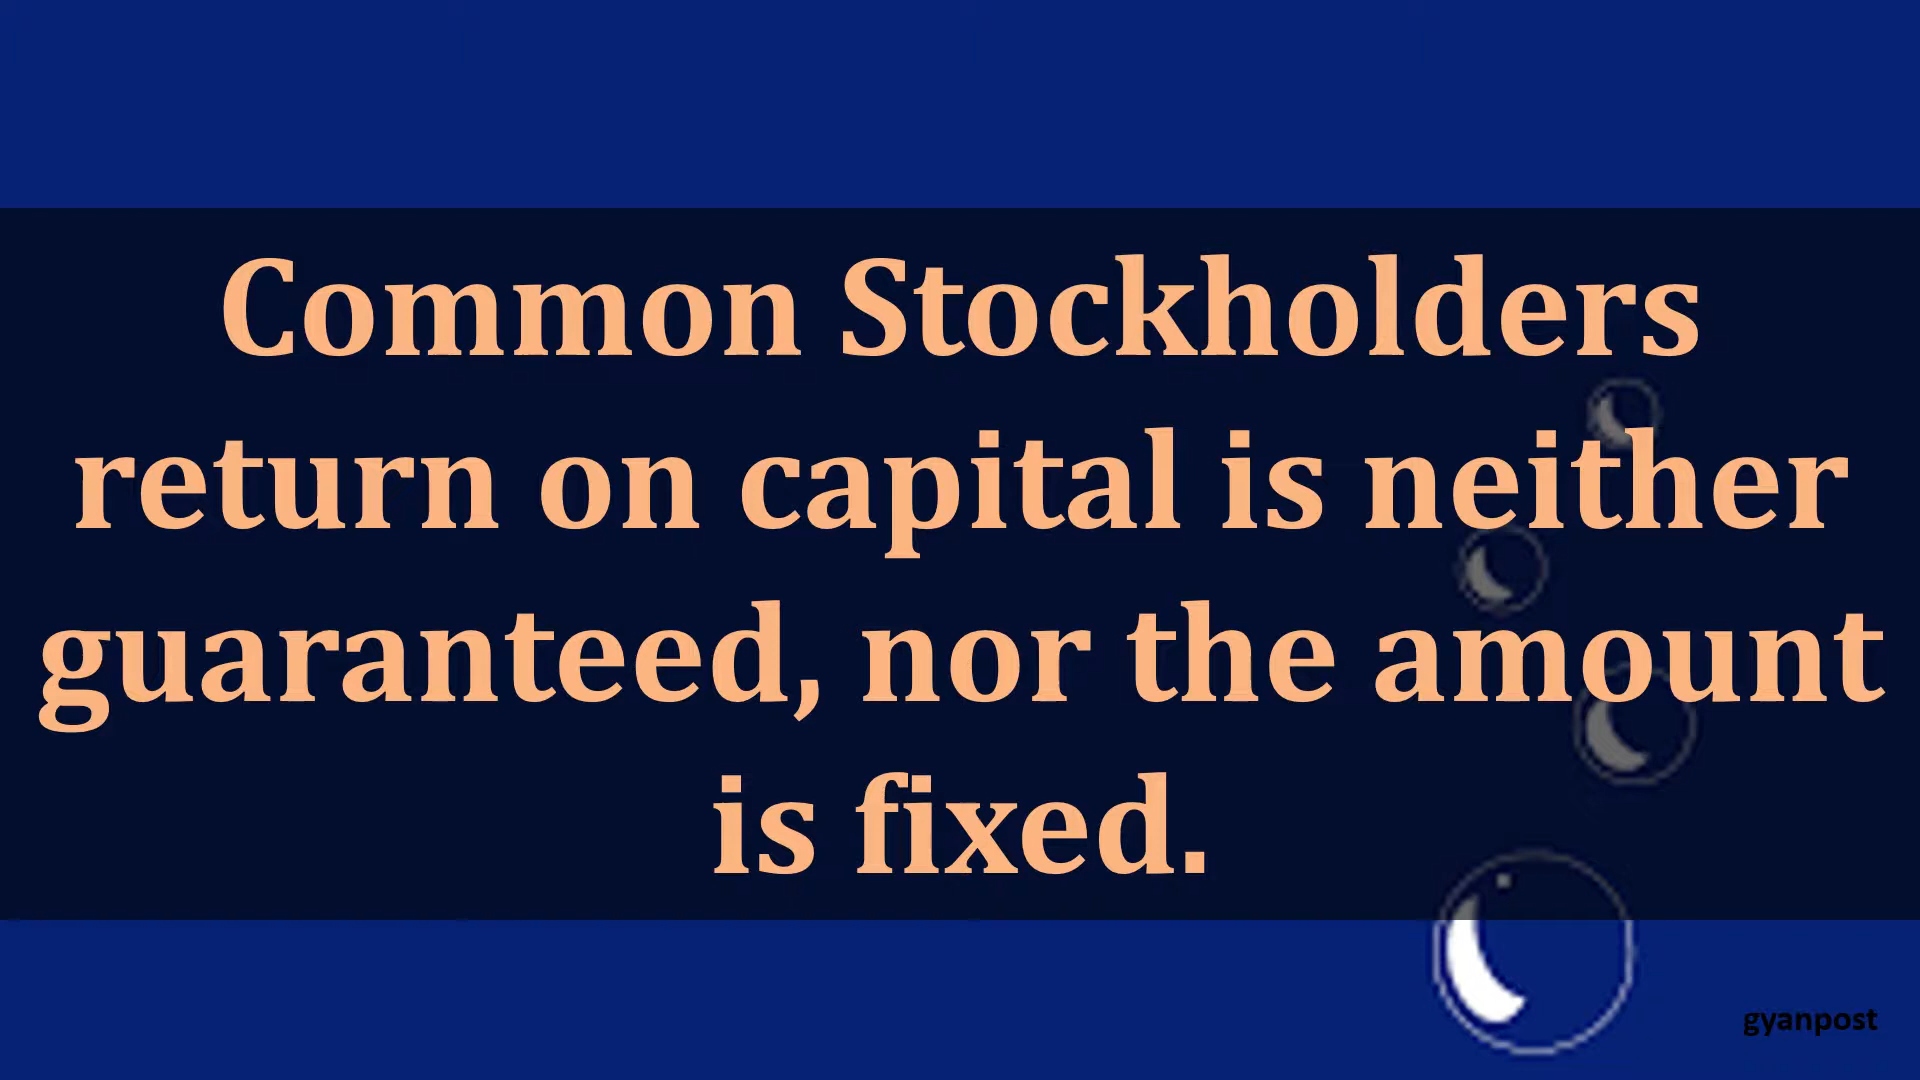 Common Stockholders
return on capital is neither
guaranteed, nor the amount
is fixed.
gyanpost